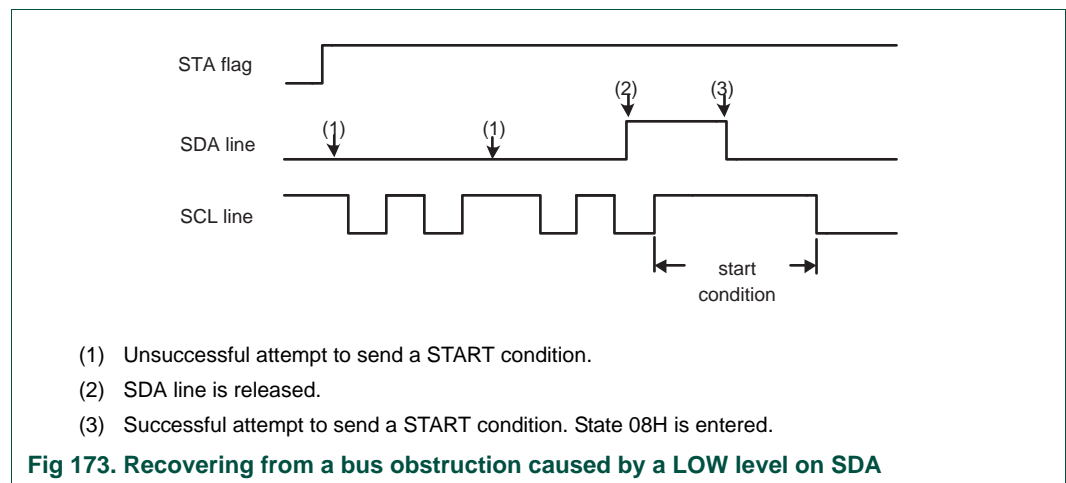 STA flag
(2)
(3)
(1)
(1)
SDA line
SCL line
start
condition
(1) Unsuccessful attempt to send a START condition.
(2) SDA line is released.
(3) Successful attempt to send a START condition. State 08H is entered.
Fig 173. Recovering from a bus obstruction caused by a LOW level on SDA